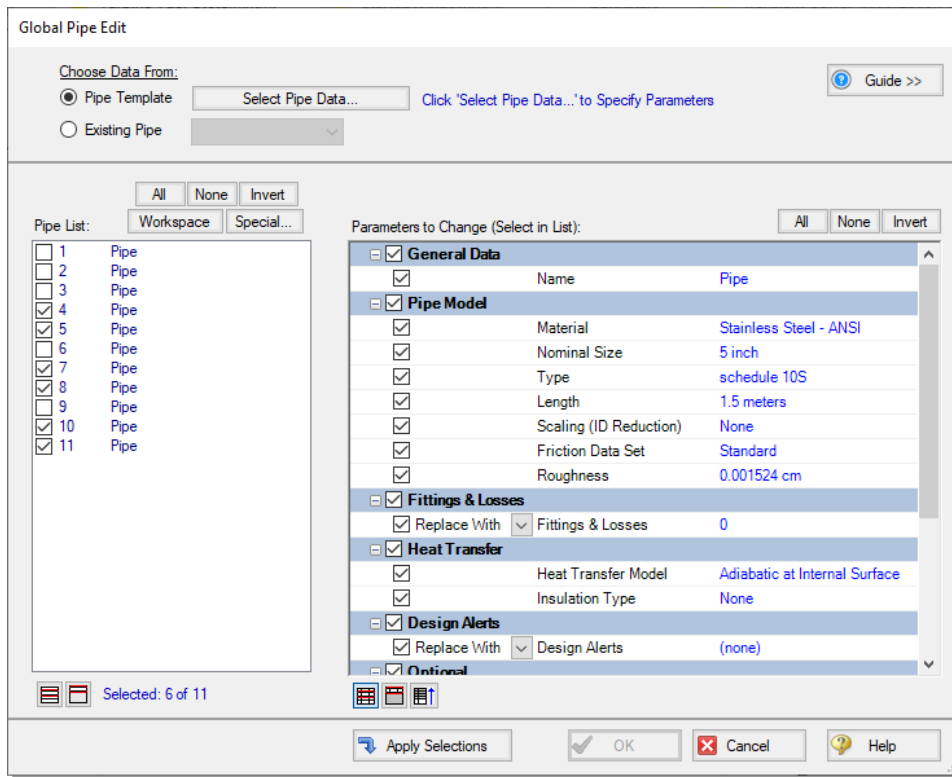 Global Pipe Edit
Choose Data From:
Pipe Template Select Pipe Data... Click 'Select Pipe Data...' to Specify Parameters Guide >>
Existing Pipe
All None Invert
Pipe List: Workspace Special...
1 Pipe
2 Pipe
3 Pipe
4 Pipe
5 Pipe
6 Pipe
7 Pipe
8 Pipe
9 Pipe
10 Pipe
11 Pipe
Selected: 6 of 11
Parameters to Change (Select in List): All None Invert
General Data
Name Pipe
Pipe Model
Material Stainless Steel - ANSI
Nominal Size 5 inch
Type schedule 10S
Length 1.5 meters
Scaling (ID Reduction) None
Friction Data Set Standard
Roughness 0.001524 cm
Fittings & Losses
Replace With Fittings & Losses 0
Heat Transfer
Heat Transfer Model Adiabatic at Internal Surface
Insulation Type None
Design Alerts
Replace With Design Alerts (none)
Optional
Apply Selections OK Cancel Help